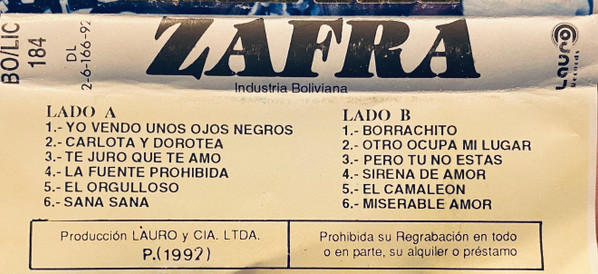 BO/LIC
184
DL
2-6-166-92
ZAFRA
Industria Boliviana
Lauro
Records
LADO A
1.- YO VENDO UNOS OJOS NEGROS
2.- CARLOTA Y DOROTEA
3.- TE JURO QUE TE AMO
4.- LA FUENTE PROHIBIDA
5.- EL ORGULLOSO
6.- SANA SANA
LADO B
1.- BORRACHITO
2.- OTRO OCUPA MI LUGAR
3.- PERO TU NO ESTAS
4.- SIRENA DE AMOR
5.- EL CAMALEON
6.- MISERABLE AMOR
Producción LAURO y CIA. LTDA.
P.(1992)
Prohibida su Regrabación en todo
o en parte, su alquiler o préstamo